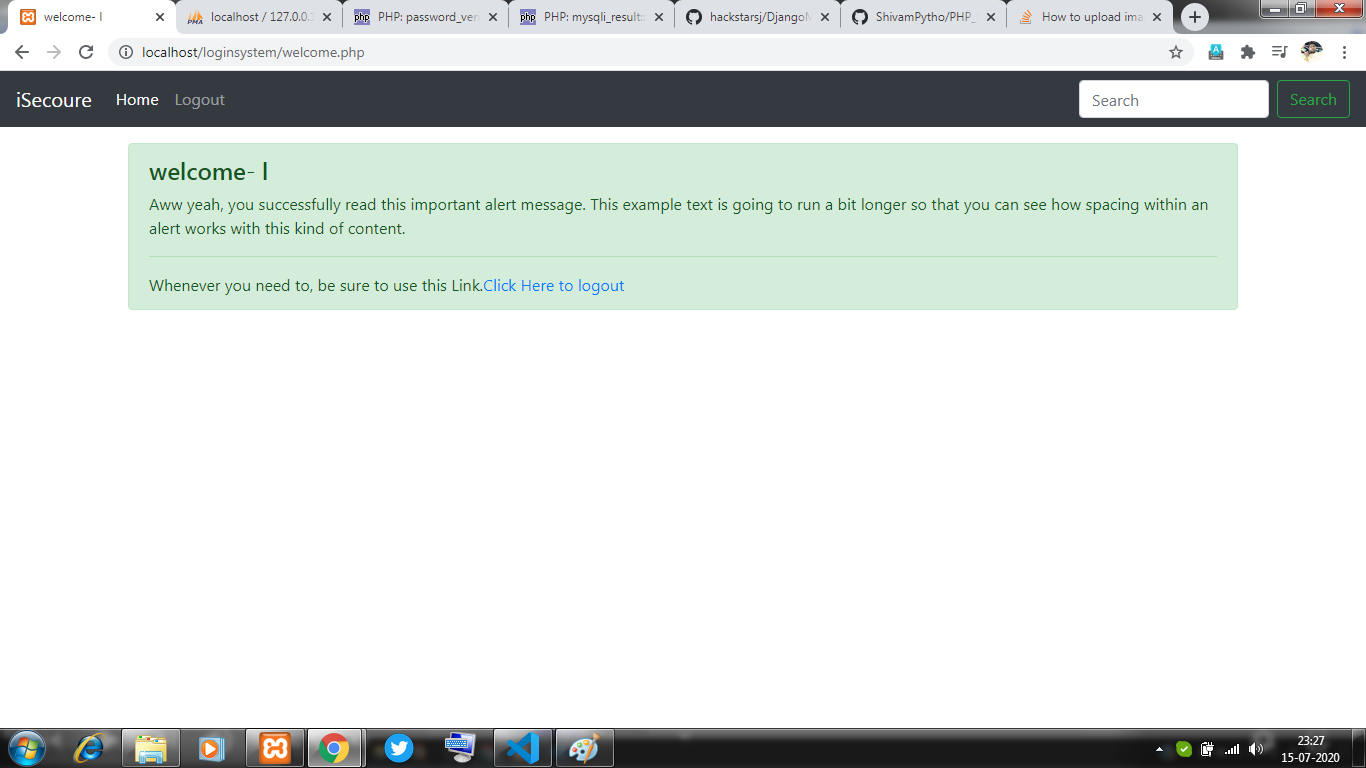 welcome- l
localhost / 127.0.0.1
PHP: password_ver
PHP: mysqli_result:
hackstarsj/Django
ShivamPytho/PHP_
How to upload ima
localhost/loginsystem/welcome.php
iSecoure Home Logout Search Search
welcome- l
Aww yeah, you successfully read this important alert message. This example text is going to run a bit longer so that you can see how spacing within an
alert works with this kind of content.
Whenever you need to, be sure to use this Link.Click Here to logout
23:27
15-07-2020